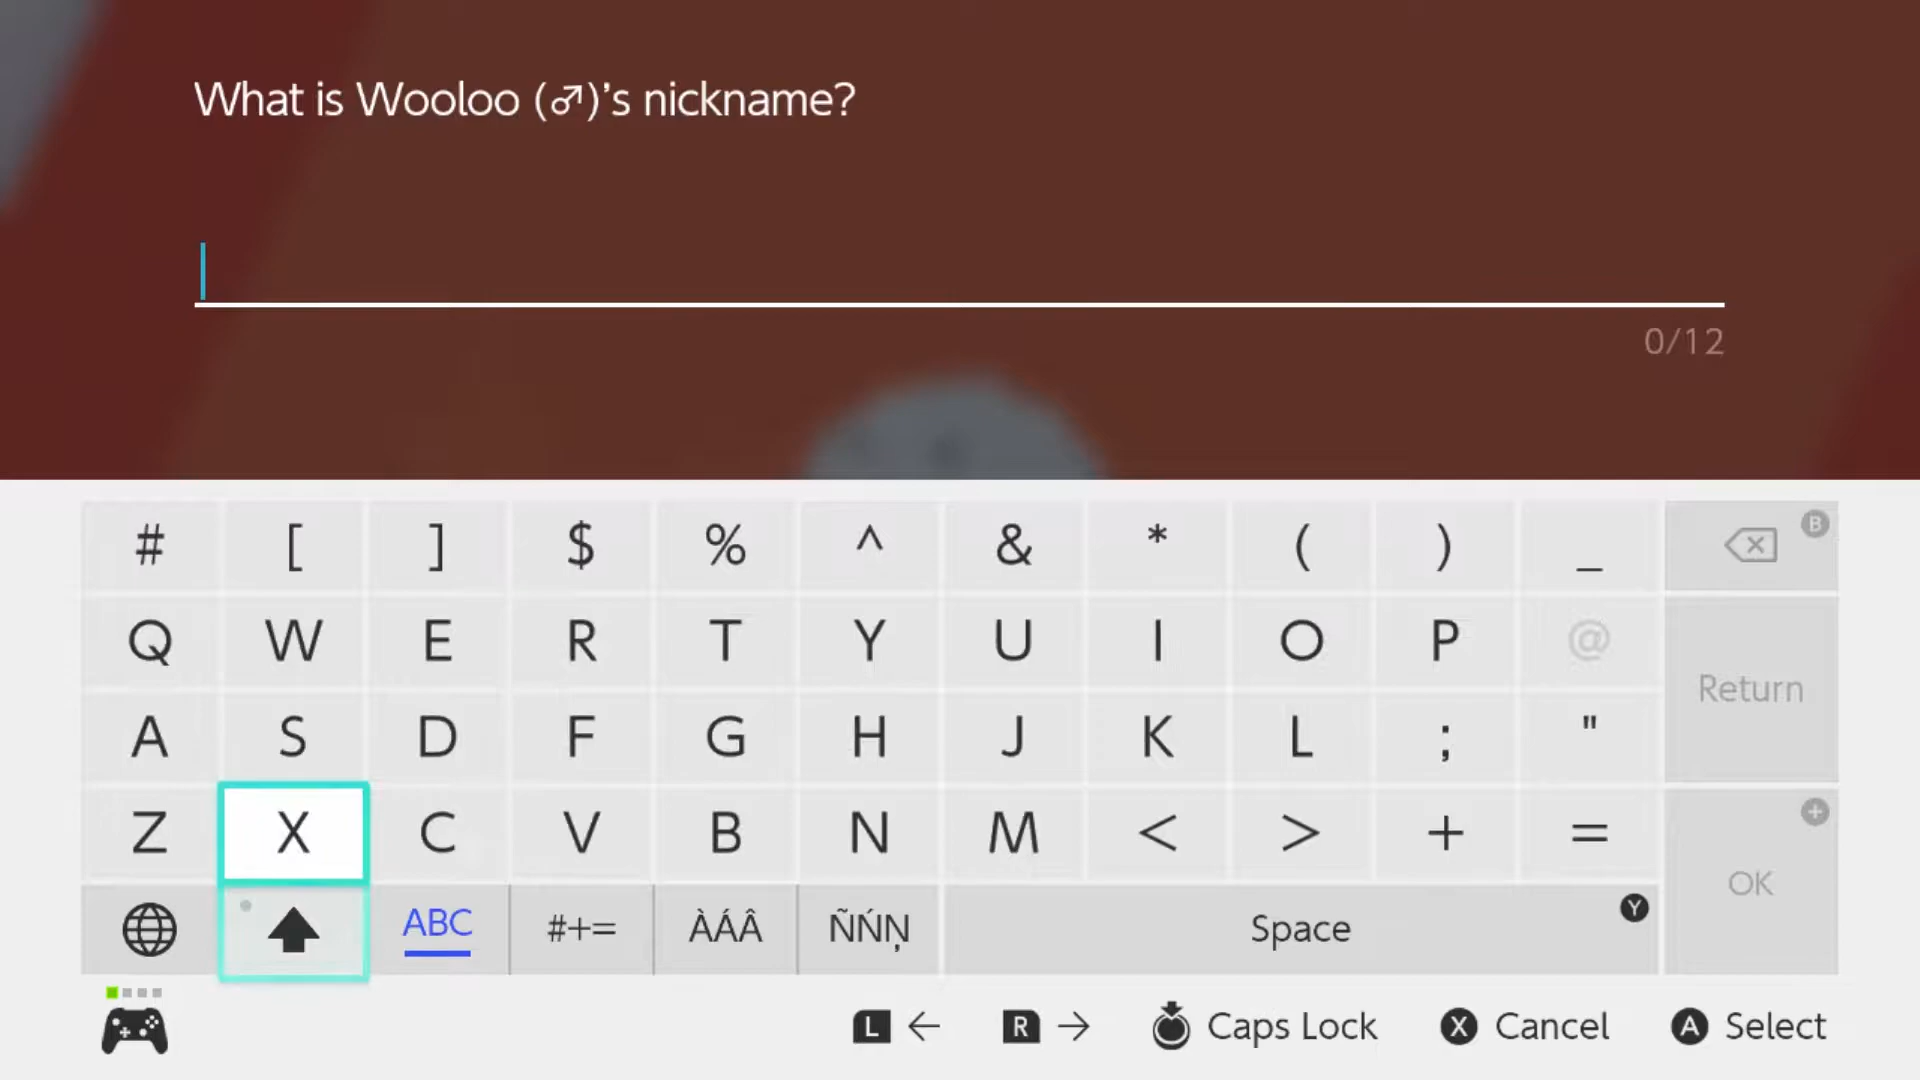 What is Wooloo (♂)'s nickname?
0/12
# [ ] $ % ^ & * ( ) _ B
Q W E R T Y U I O P @ Return
A S D F G H J K L ; "
Z X C V B N M < > + = + OK
ABC #+= ÀÁÂ ÑŃŅ Space Y
L ← R → Caps Lock X Cancel A Select